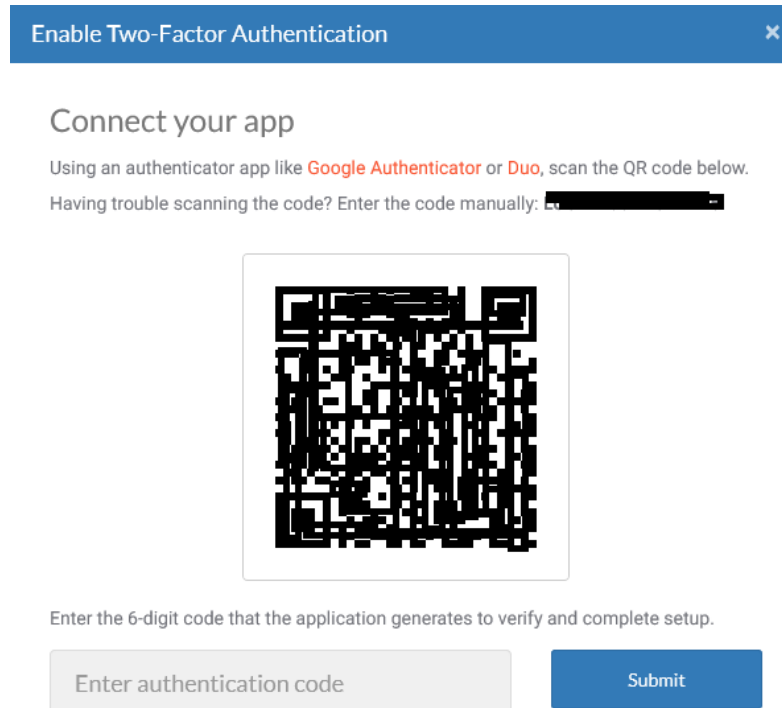 Enable Two-Factor Authentication ×
Connect your app
Using an authenticator app like Google Authenticator or Duo, scan the QR code below.
Having trouble scanning the code? Enter the code manually:
Enter the 6-digit code that the application generates to verify and complete setup.
Enter authentication code
Submit